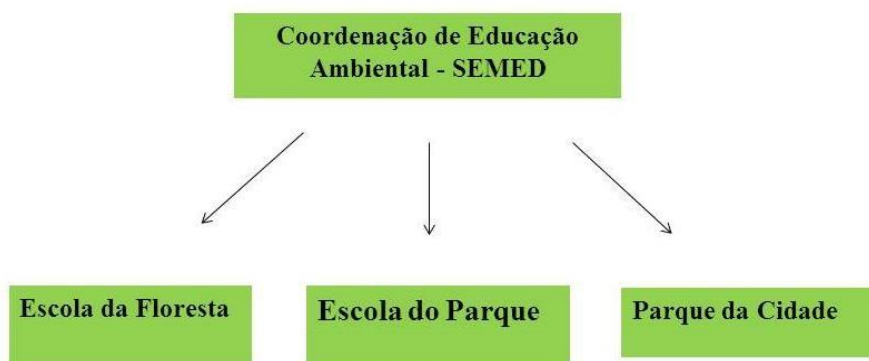 Coordenação de Educação
Ambiental - SEMED
Escola da Floresta
Escola do Parque
Parque da Cidade